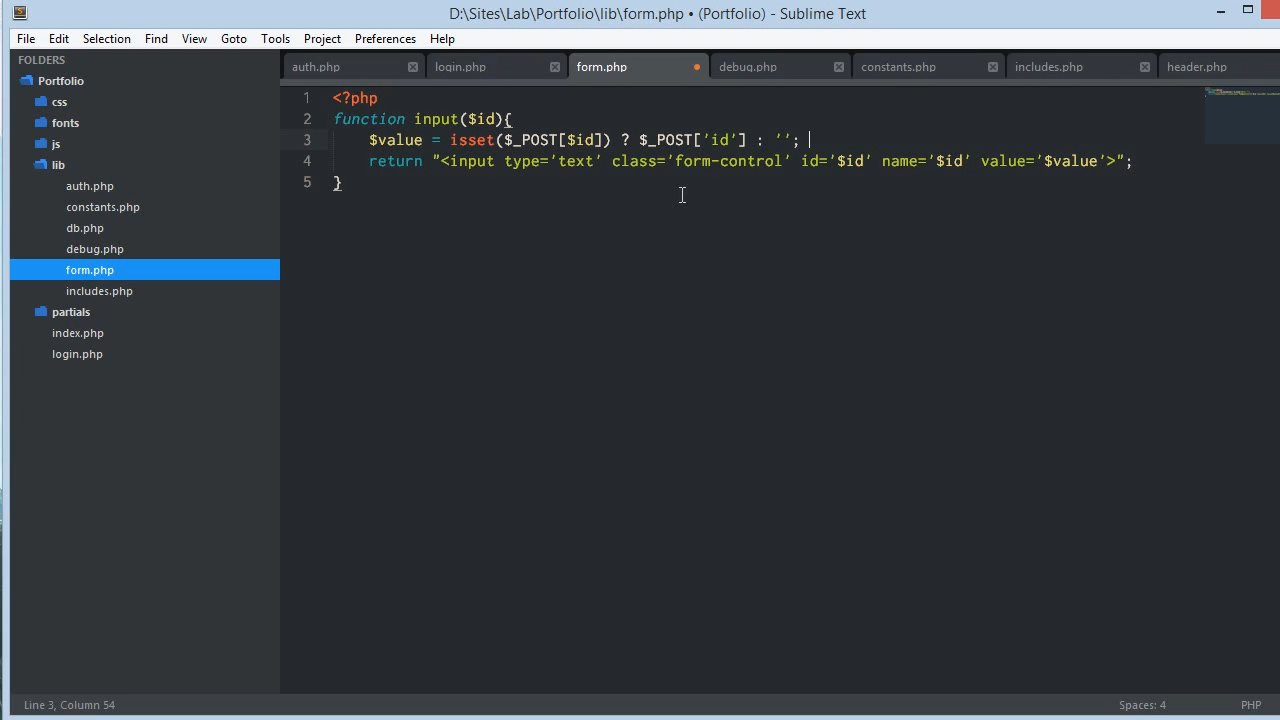 D:\Sites\Lab\Portfolio\lib\form.php • (Portfolio) - Sublime Text
File Edit Selection Find View Goto Tools Project Preferences Help
FOLDERS
Portfolio
css
fonts
js
lib
auth.php
constants.php
db.php
debug.php
form.php
includes.php
partials
index.php
login.php
auth.php login.php form.php debug.php constants.php includes.php header.php
1 <?php
2 function input($id){
3     $value = isset($_POST[$id]) ? $_POST['id'] : '';
4     return "<input type='text' class='form-control' id='$id' name='$id' value='$value'>";
5 }
Line 3, Column 54 Spaces: 4 PHP